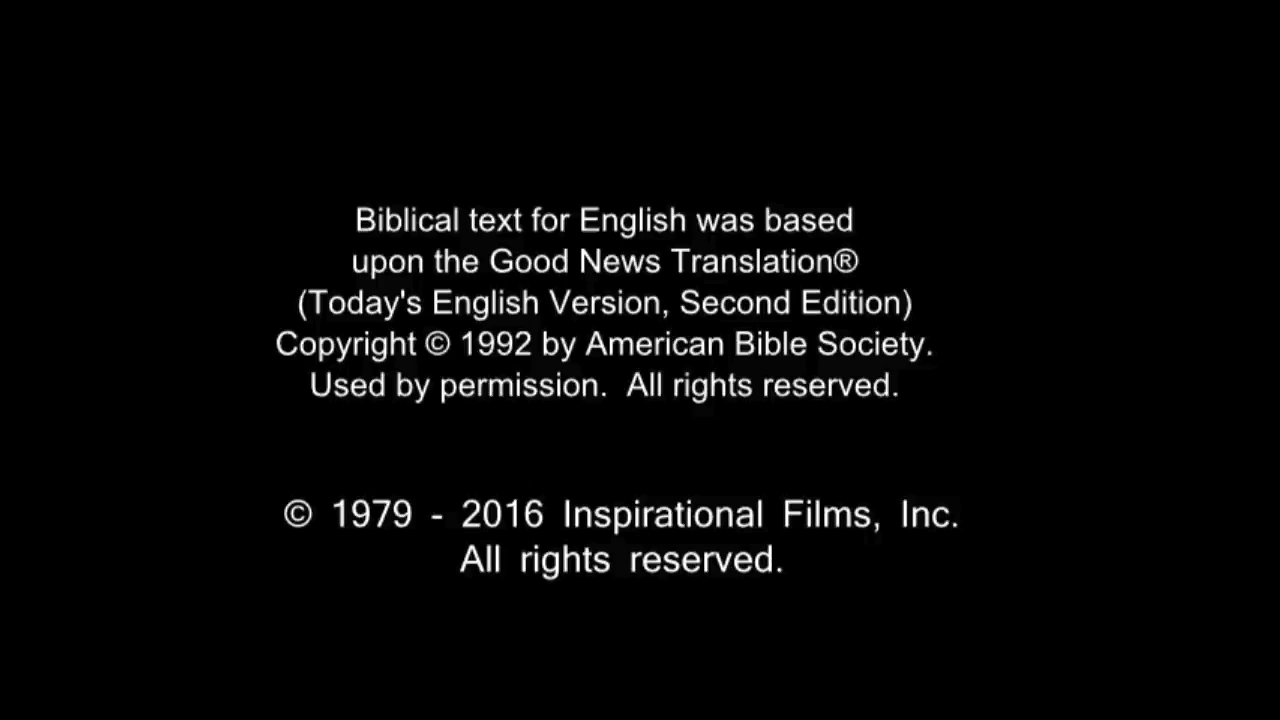 Biblical text for English was based
upon the Good News Translation®
(Today's English Version, Second Edition)
Copyright © 1992 by American Bible Society.
Used by permission.  All rights reserved.
© 1979 - 2016 Inspirational Films, Inc.
All rights reserved.